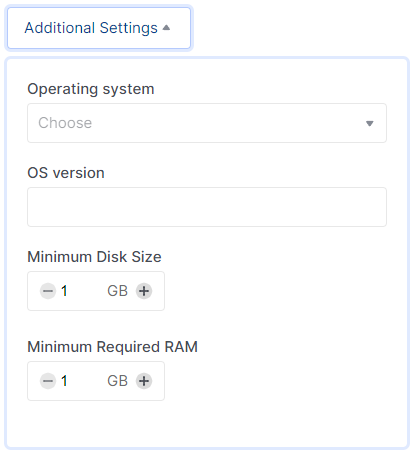 Additional Settings
Operating system
Choose
OS version
Minimum Disk Size
1 GB
Minimum Required RAM
1 GB